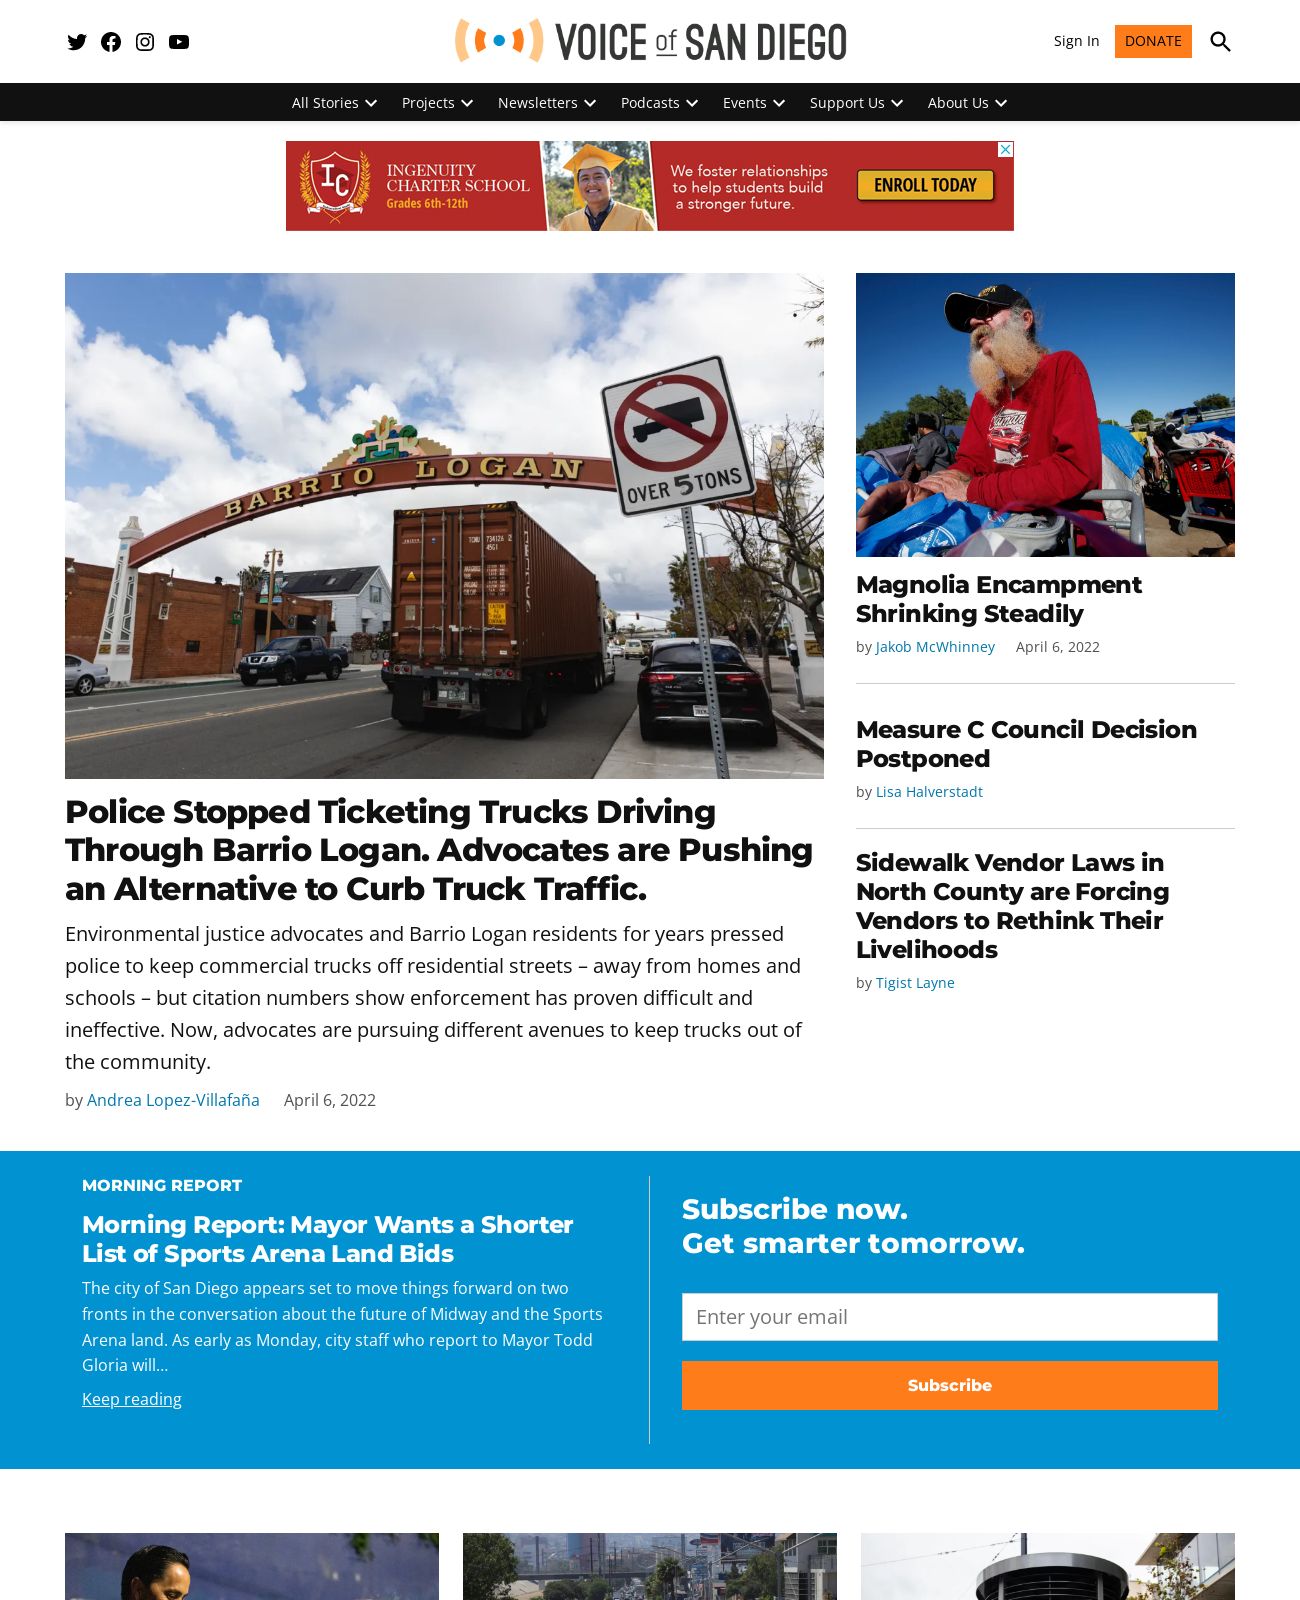 VOICE of SAN DIEGO
Sign In
DONATE
All Stories
Projects
Newsletters
Podcasts
Events
Support Us
About Us
IC
INGENUITY
CHARTER SCHOOL
Grades 6th-12th
We foster relationships
to help students build
a stronger future.
ENROLL TODAY
BARRIO LOGAN
OVER 5 TONS
Police Stopped Ticketing Trucks Driving
Through Barrio Logan. Advocates are Pushing
an Alternative to Curb Truck Traffic.
Environmental justice advocates and Barrio Logan residents for years pressed
police to keep commercial trucks off residential streets – away from homes and
schools – but citation numbers show enforcement has proven difficult and
ineffective. Now, advocates are pursuing different avenues to keep trucks out of
the community.
by Andrea Lopez-Villafaña April 6, 2022
Magnolia Encampment
Shrinking Steadily
by Jakob McWhinney April 6, 2022
Measure C Council Decision
Postponed
by Lisa Halverstadt
Sidewalk Vendor Laws in
North County are Forcing
Vendors to Rethink Their
Livelihoods
by Tigist Layne
MORNING REPORT
Morning Report: Mayor Wants a Shorter
List of Sports Arena Land Bids
The city of San Diego appears set to move things forward on two
fronts in the conversation about the future of Midway and the Sports
Arena land. As early as Monday, city staff who report to Mayor Todd
Gloria will…
Keep reading
Subscribe now.
Get smarter tomorrow.
Enter your email
Subscribe